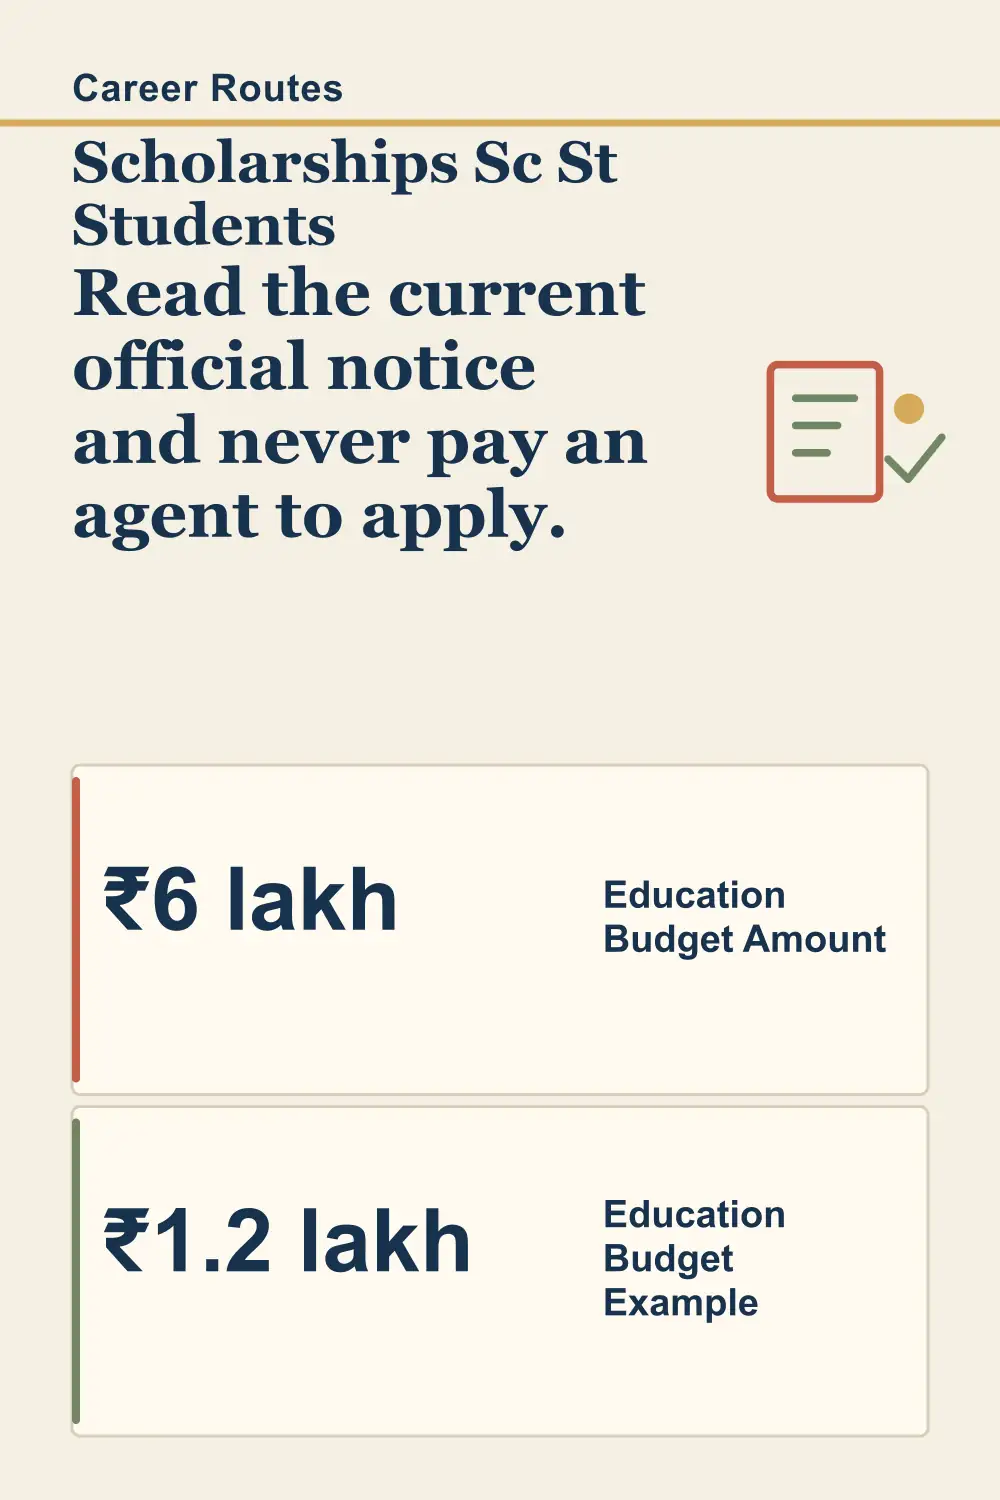 Career Routes
Scholarships Sc St
Students
Read the current
official notice
and never pay an
agent to apply.
₹6 lakh
Education
Budget Amount
₹1.2 lakh
Education
Budget
Example